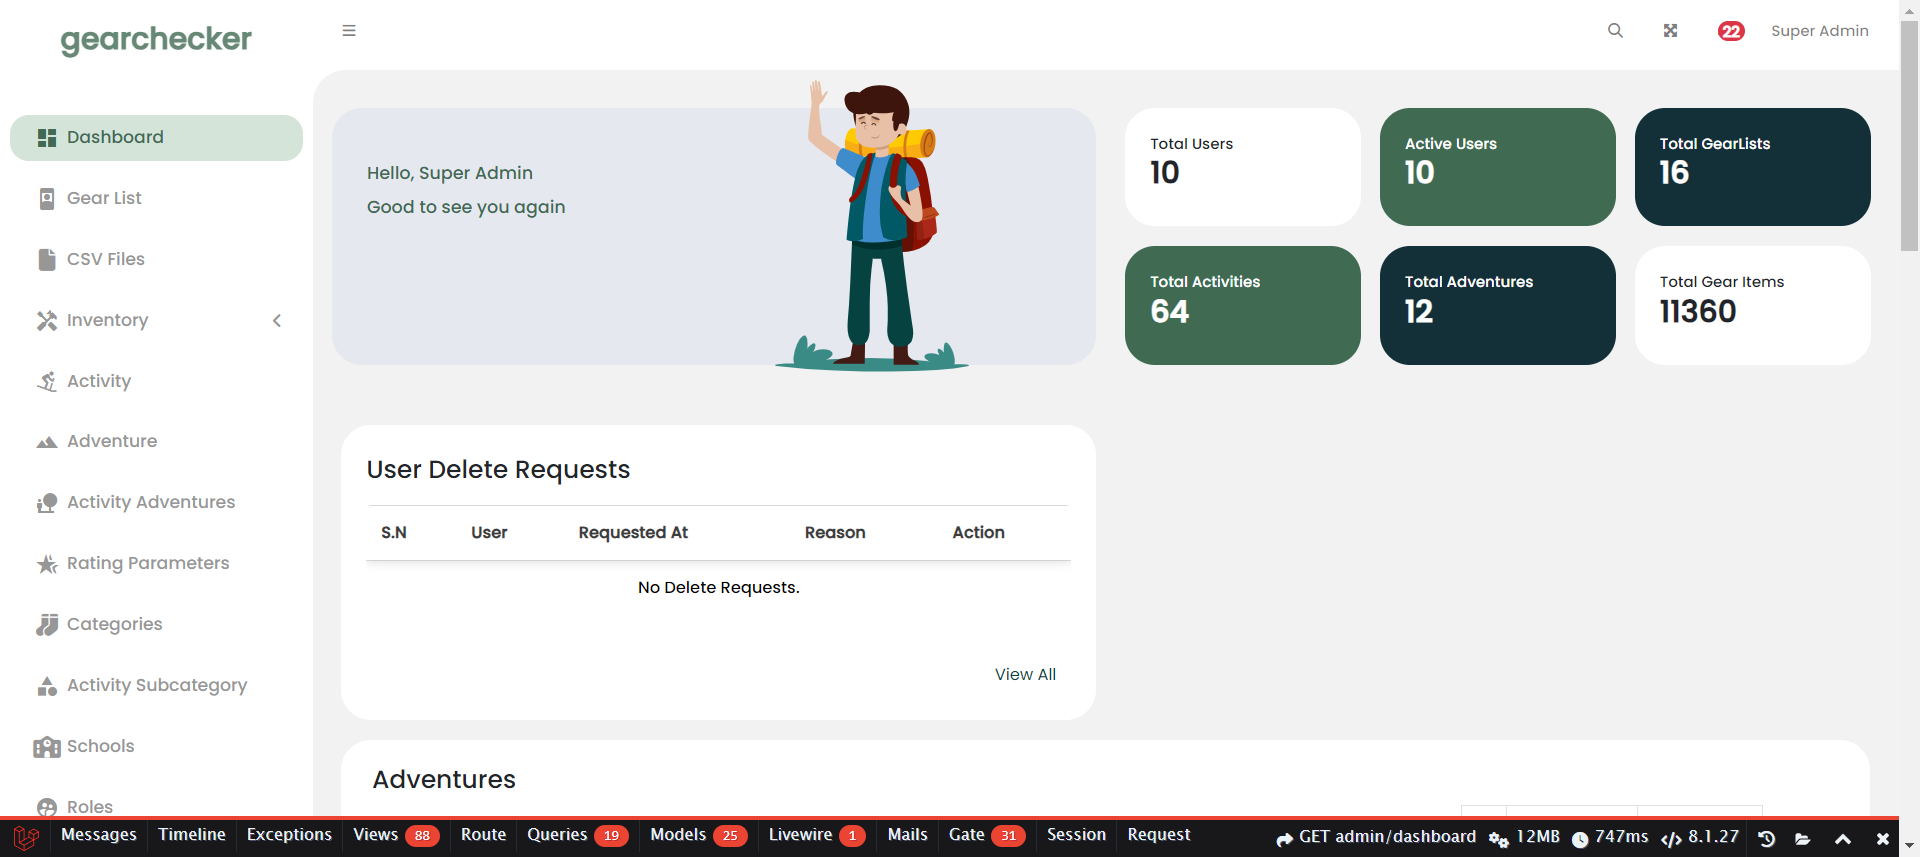 gearchecker
22
Super Admin
Dashboard
Gear List
CSV Files
Inventory
Activity
Adventure
Activity Adventures
Rating Parameters
Categories
Activity Subcategory
Schools
Roles
Hello, Super Admin
Good to see you again
Total Users
10
Active Users
10
Total GearLists
16
Total Activities
64
Total Adventures
12
Total Gear Items
11360
User Delete Requests
S.N User Requested At Reason Action
No Delete Requests.
View All
Adventures
Messages Timeline Exceptions Views 88 Route Queries 19 Models 25 Livewire 1 Mails Gate 31 Session Request GET admin/dashboard 12MB 747ms 8.1.27